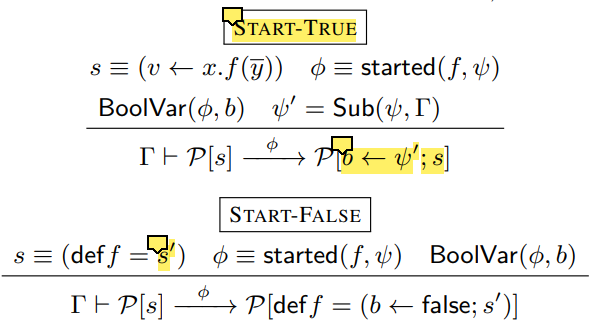 START-TRUE
s ≡ (v ← x.f(y̅)) ϕ ≡ started(f, ψ)
BoolVar(ϕ, b) ψ′ = Sub(ψ, Γ)
Γ ⊢ 𝒫[s] —ϕ→ 𝒫[b ← ψ′; s]
START-FALSE
s ≡ (def f = s′) ϕ ≡ started(f, ψ) BoolVar(ϕ, b)
Γ ⊢ 𝒫[s] —ϕ→ 𝒫[def f = (b ← false; s′)]